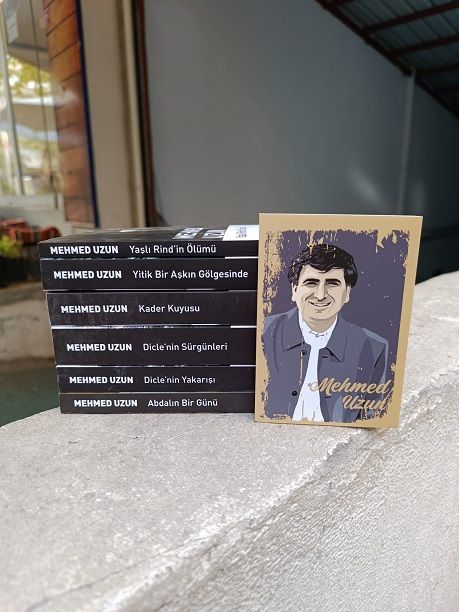 MEHMED UZUN Yaşlı Rind'in Ölümü
MEHMED UZUN Yitik Bir Aşkın Gölgesinde
MEHMED UZUN Kader Kuyusu
MEHMED UZUN Dicle'nin Sürgünleri
MEHMED UZUN Dicle'nin Yakarışı
MEHMED UZUN Abdalın Bir Günü
Mehmed
Uzun